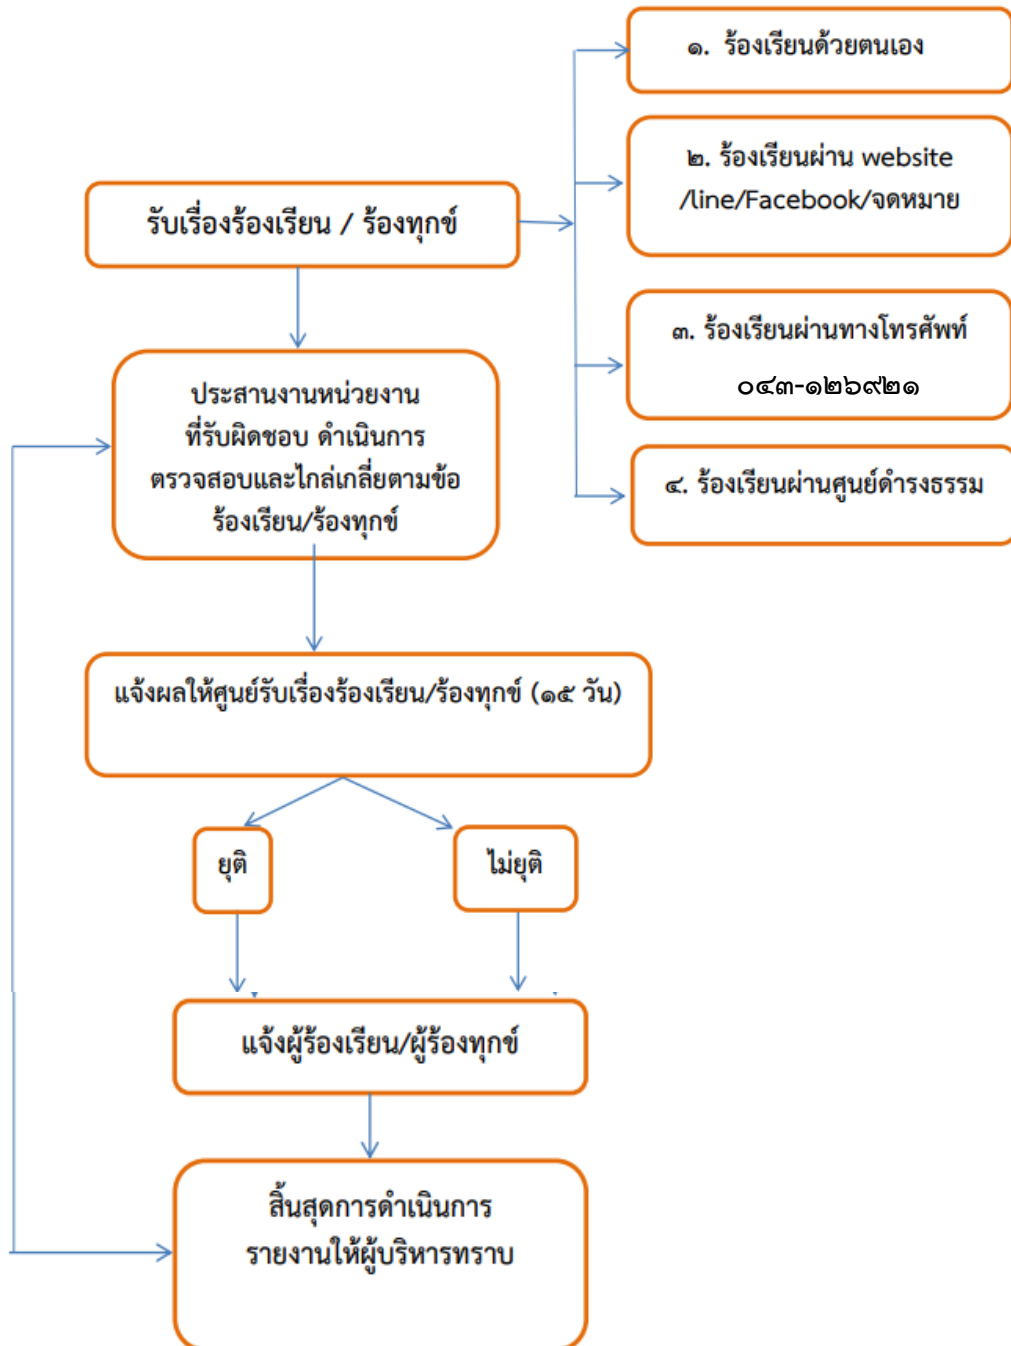 ๑. ร้องเรียนด้วยตนเอง
๒. ร้องเรียนผ่าน website
/line/Facebook/จดหมาย
รับเรื่องร้องเรียน / ร้องทุกข์
๓. ร้องเรียนผ่านทางโทรศัพท์
๐๔๓-๑๒๖๙๒๑
ประสานงานหน่วยงาน
ที่รับผิดชอบ ดำเนินการ
ตรวจสอบและไกล่เกลี่ยตามข้อ
ร้องเรียน/ร้องทุกข์
๔. ร้องเรียนผ่านศูนย์ดำรงธรรม
แจ้งผลให้ศูนย์รับเรื่องร้องเรียน/ร้องทุกข์ (๑๕ วัน)
ยุติ
ไม่ยุติ
แจ้งผู้ร้องเรียน/ผู้ร้องทุกข์
สิ้นสุดการดำเนินการ
รายงานให้ผู้บริหารทราบ